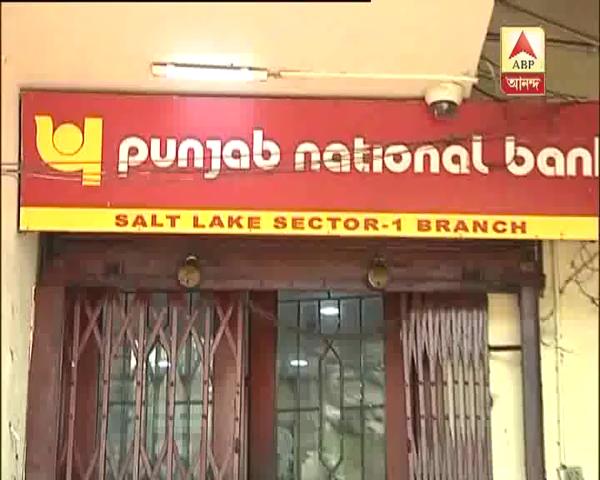 ABP
আনন্দ
punjab national bank
SALT LAKE SECTOR-1 BRANCH